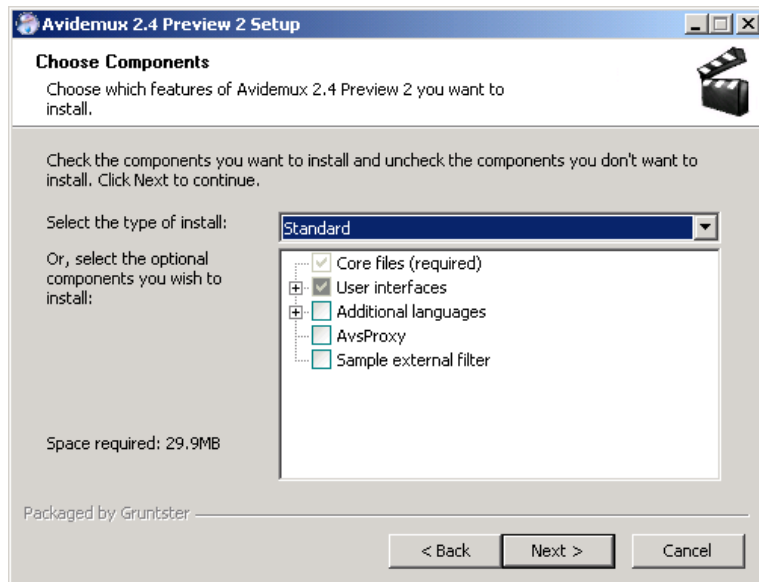 Avidemux 2.4 Preview 2 Setup
Choose Components
Choose which features of Avidemux 2.4 Preview 2 you want to
install.
Check the components you want to install and uncheck the components you don't want to
install. Click Next to continue.
Select the type of install:
Standard
Or, select the optional
components you wish to
install:
Core files (required)
User interfaces
Additional languages
AvsProxy
Sample external filter
Space required: 29.9MB
Packaged by Gruntster
< Back
Next >
Cancel